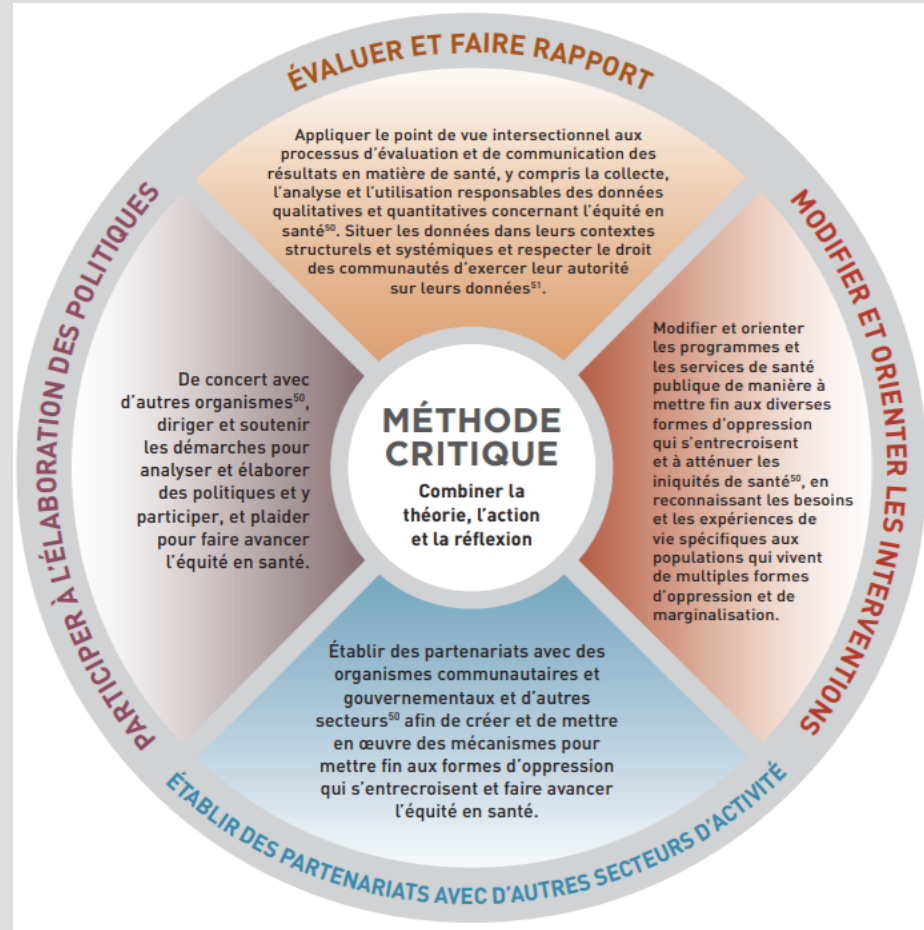 ÉVALUER ET FAIRE RAPPORT
Appliquer le point de vue intersectionnel aux
processus d’évaluation et de communication des
résultats en matière de santé, y compris la collecte,
l’analyse et l’utilisation responsables des données
qualitatives et quantitatives concernant l’équité en
santé⁵⁰. Situer les données dans leurs contextes
structurels et systémiques et respecter le droit
des communautés d’exercer leur autorité
sur leurs données⁵¹.
MODIFIER ET ORIENTER LES INTERVENTIONS
Modifier et orienter
les programmes et
les services de santé
publique de manière à
mettre fin aux diverses
formes d’oppression
qui s’entrecroisent
et à atténuer les
iniquités de santé⁵⁰, en
reconnaissant les besoins
et les expériences de
vie spécifiques aux
populations qui vivent
de multiples formes
d’oppression et de
marginalisation.
ÉTABLIR DES PARTENARIATS AVEC D’AUTRES SECTEURS D’ACTIVITÉ
Établir des partenariats avec des
organismes communautaires et
gouvernementaux et d’autres
secteurs⁵⁰ afin de créer et de mettre
en œuvre des mécanismes pour
mettre fin aux formes d’oppression
qui s’entrecroisent et faire avancer
l’équité en santé.
PARTICIPER À L’ÉLABORATION DES POLITIQUES
De concert avec
d’autres organismes⁵⁰,
diriger et soutenir
les démarches pour
analyser et élaborer
des politiques et y
participer, et plaider
pour faire avancer
l’équité en santé.
MÉTHODE
CRITIQUE
Combiner la
théorie, l’action
et la réflexion